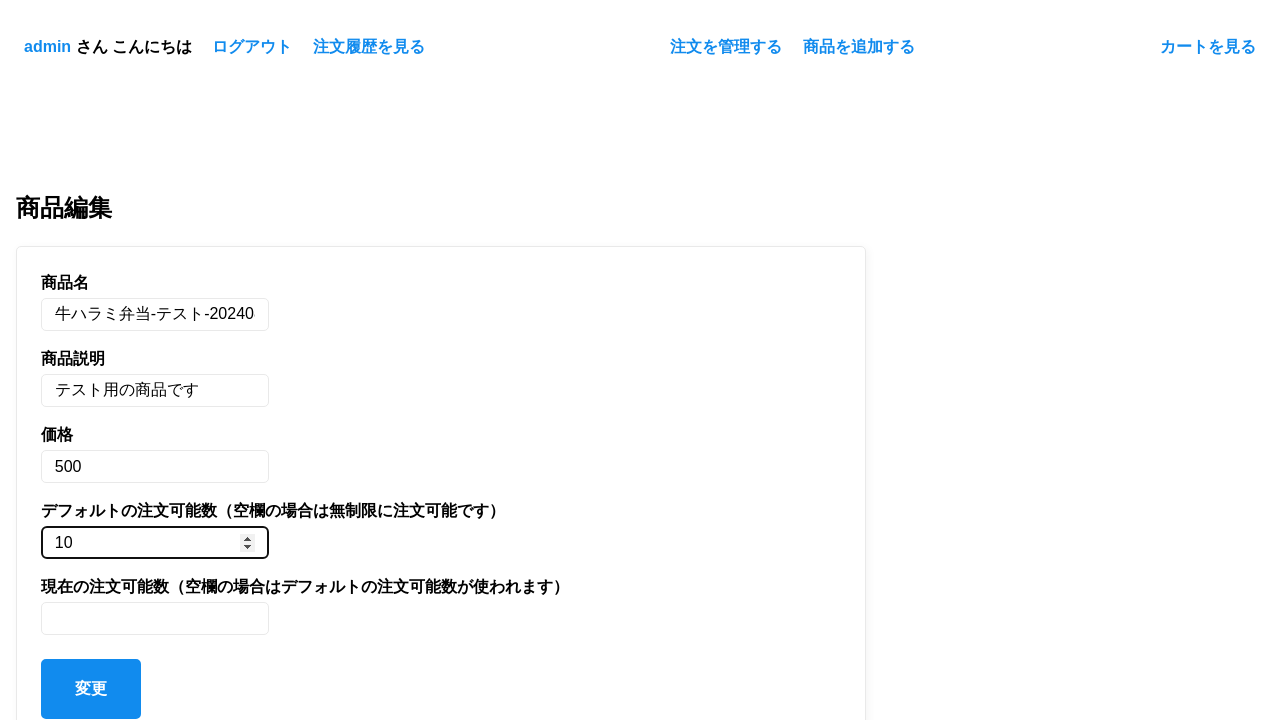 admin さん こんにちは ログアウト 注文履歴を見る 注文を管理する 商品を追加する カートを見る
商品編集
商品名
牛ハラミ弁当-テスト-20240
商品説明
テスト用の商品です
価格
500
デフォルトの注文可能数（空欄の場合は無制限に注文可能です）
10
現在の注文可能数（空欄の場合はデフォルトの注文可能数が使われます）
変更